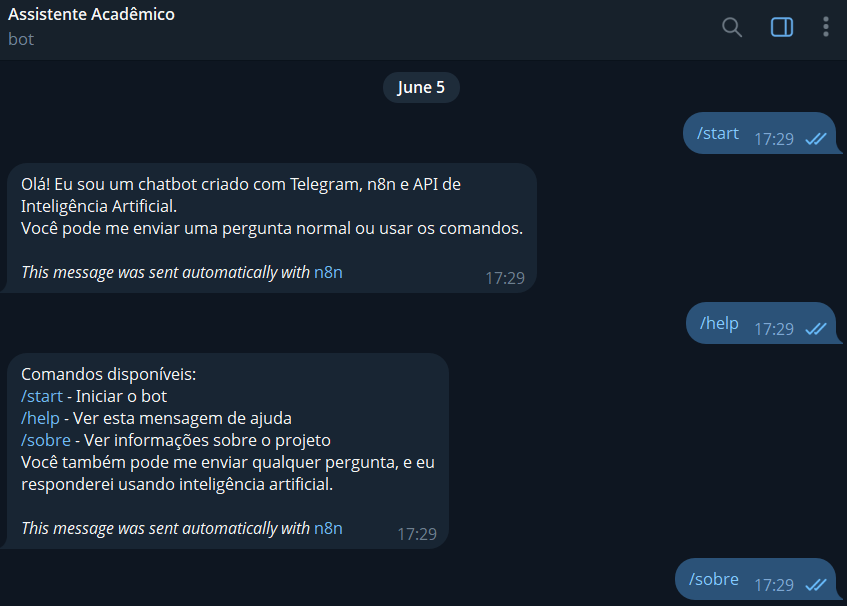 Assistente Acadêmico
bot
June 5
/start 17:29
Olá! Eu sou um chatbot criado com Telegram, n8n e API de
Inteligência Artificial.
Você pode me enviar uma pergunta normal ou usar os comandos.
This message was sent automatically with n8n
17:29
/help 17:29
Comandos disponíveis:
/start - Iniciar o bot
/help - Ver esta mensagem de ajuda
/sobre - Ver informações sobre o projeto
Você também pode me enviar qualquer pergunta, e eu
responderei usando inteligência artificial.
This message was sent automatically with n8n
17:29
/sobre 17:29